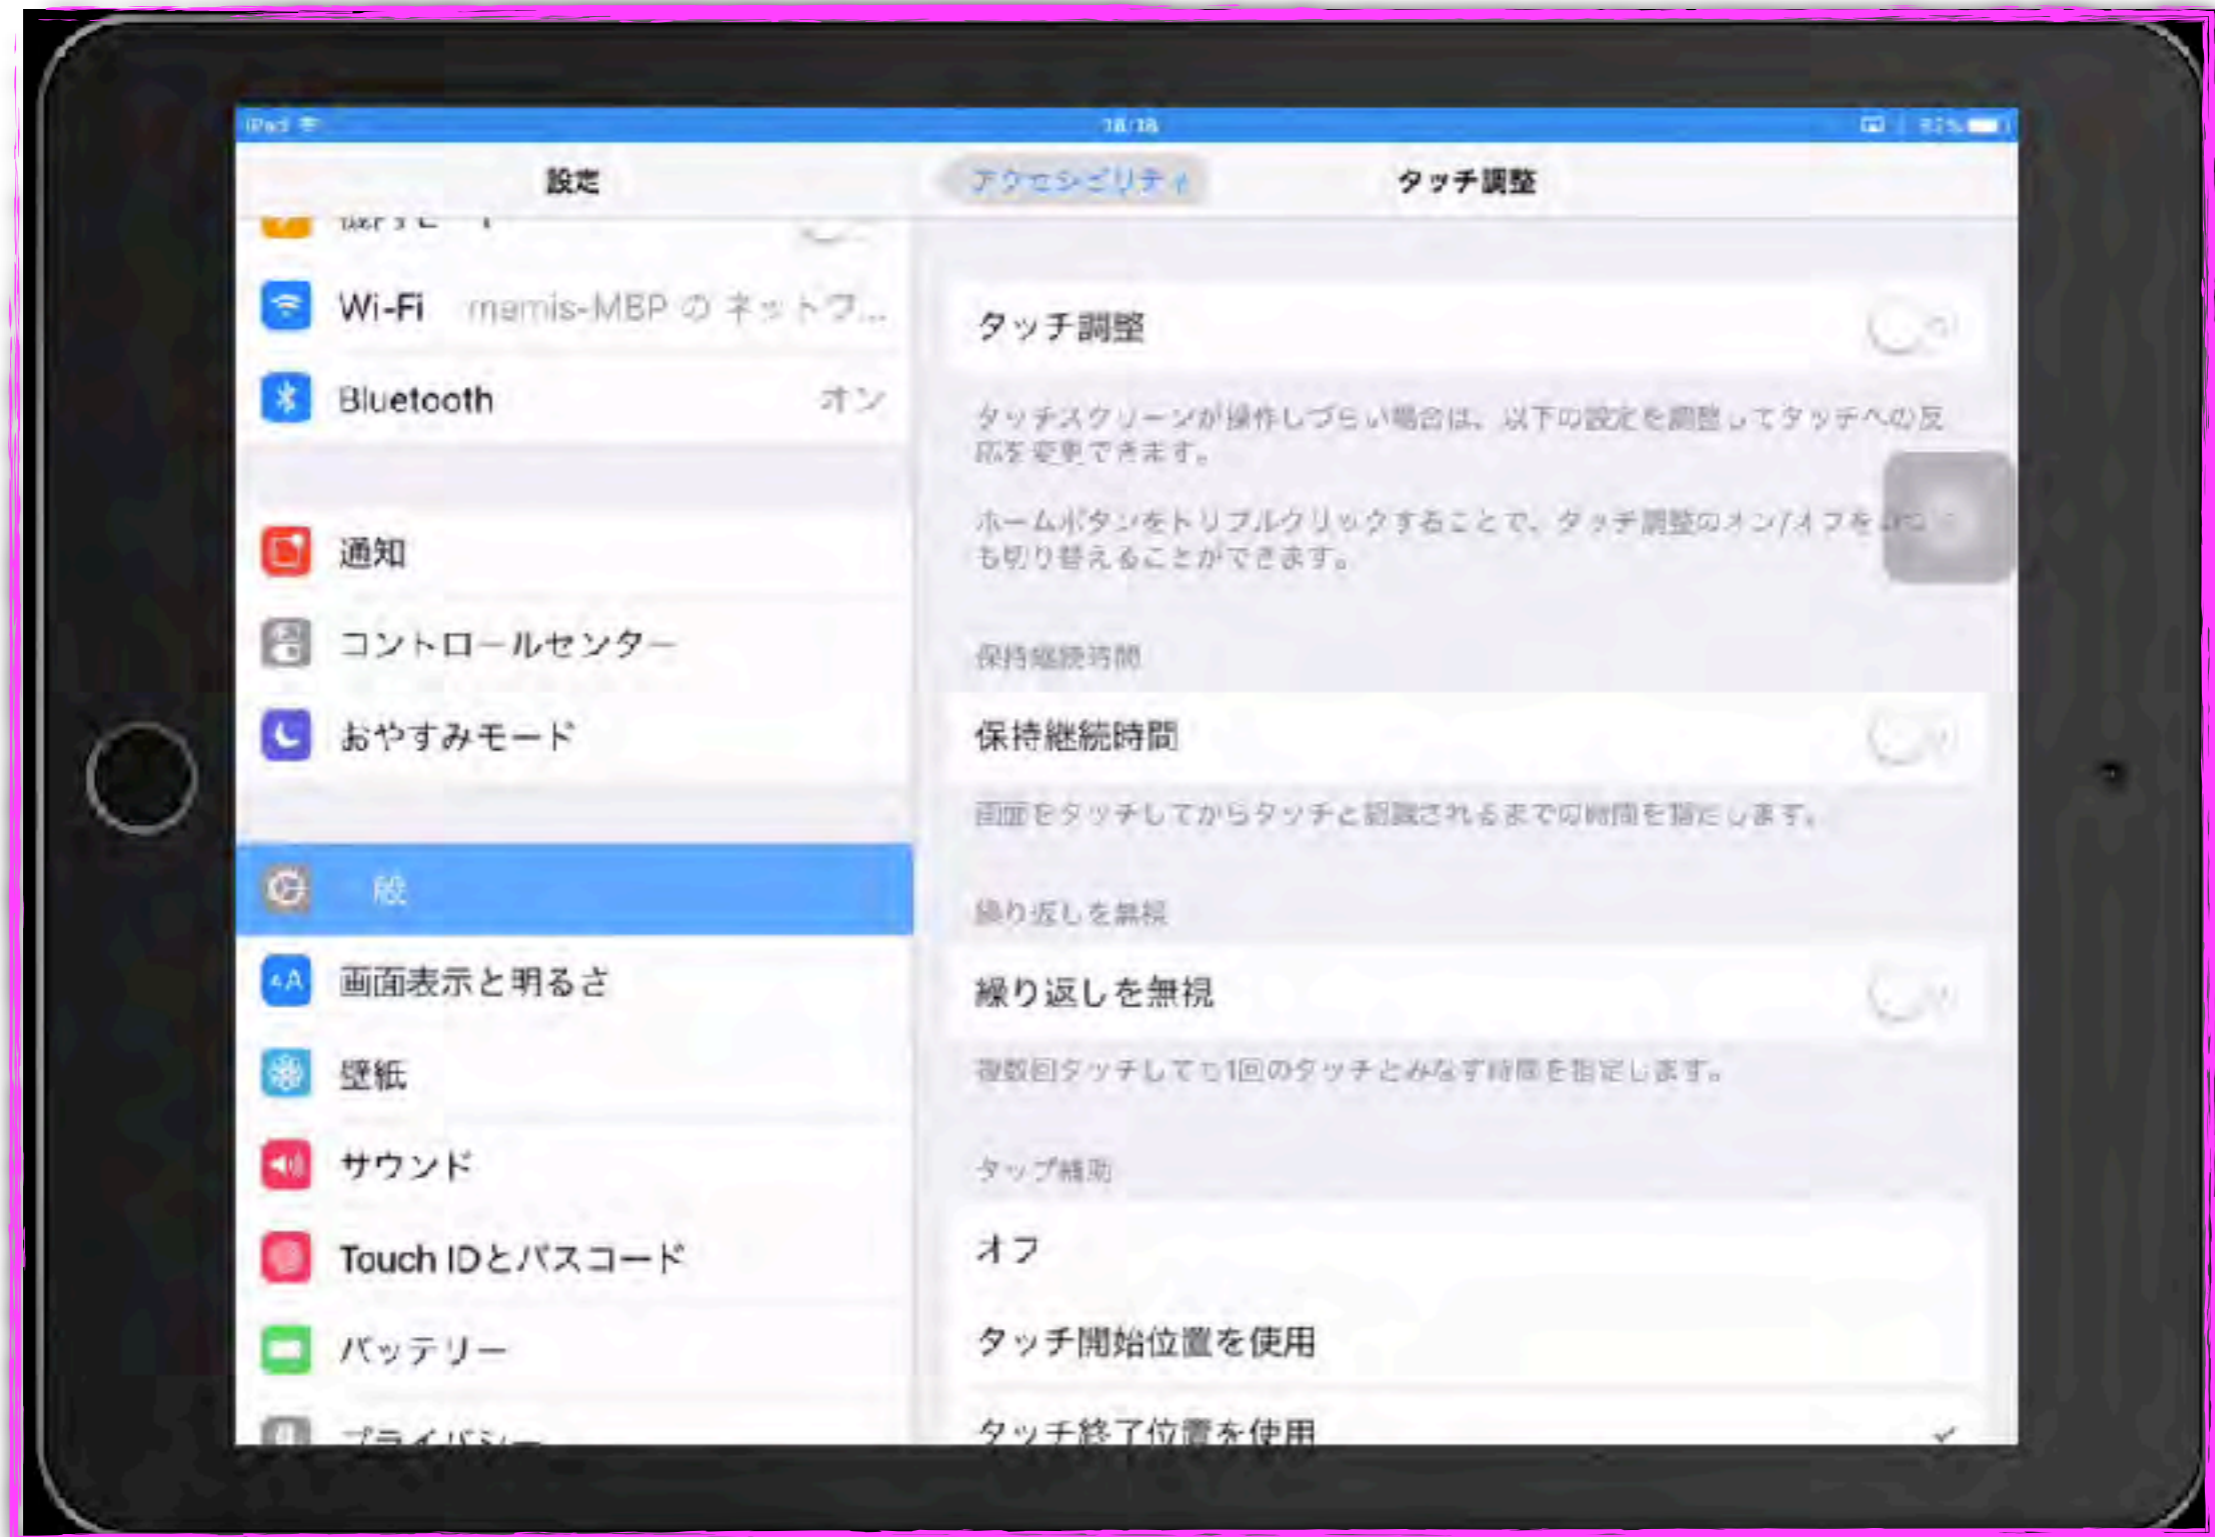 iPad
18:18
設定
アクセシビリティ
タッチ調整
Wi-Fi mamis-MBP の ネットワ...
Bluetooth オン
通知
コントロールセンター
おやすみモード
一般
画面表示と明るさ
壁紙
サウンド
Touch IDとパスコード
バッテリー
プライバシー
タッチ調整
タッチスクリーンが操作しづらい場合は、以下の設定を調整してタッチへの反
応を変更できます。
ホームボタンをトリプルクリックすることで、タッチ調整のオン/オフをいつ
も切り替えることができます。
保持継続時間
保持継続時間
画面をタッチしてからタッチと認識されるまでの時間を指定します。
繰り返しを無視
繰り返しを無視
複数回タッチしても1回のタッチとみなす時間を指定します。
タップ補助
オフ
タッチ開始位置を使用
タッチ終了位置を使用